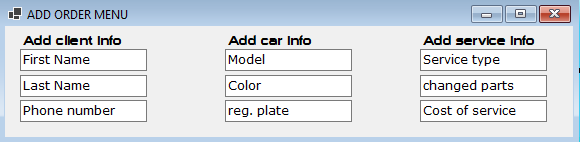 ADD ORDER MENU
Add client info
First Name
Last Name
Phone number
Add car info
Model
Color
reg. plate
Add service info
Service type
changed parts
Cost of service